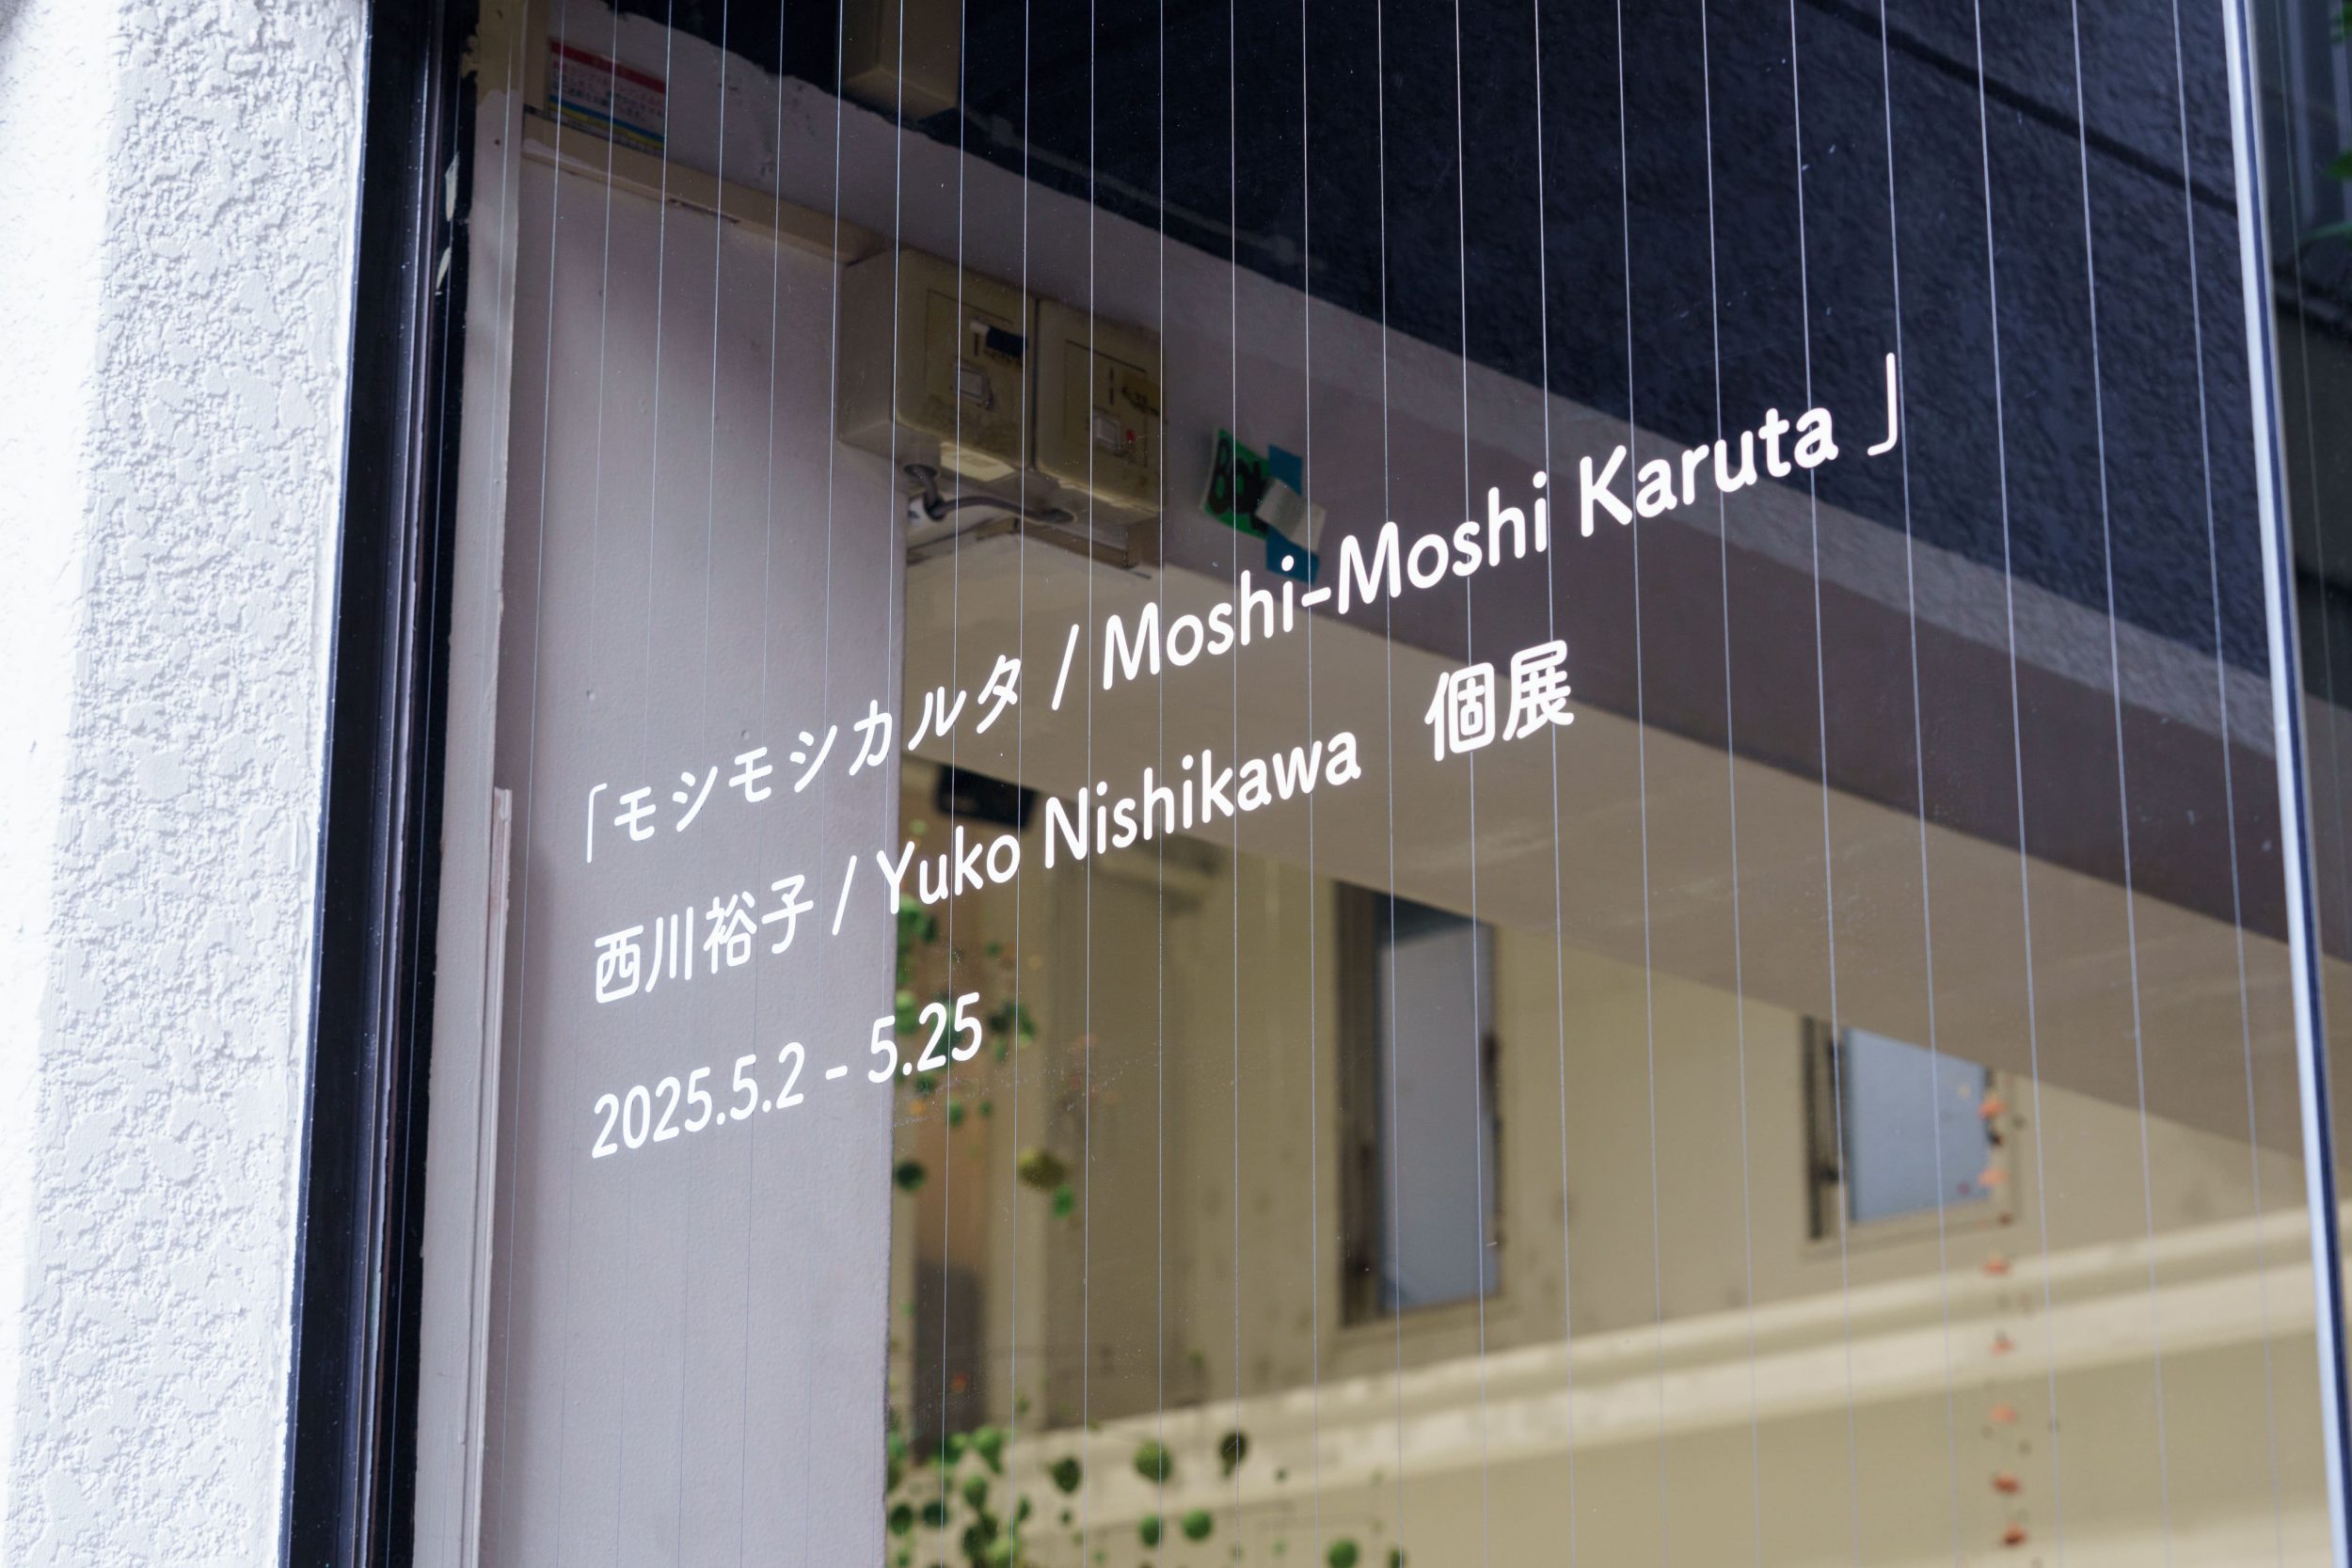 「モシモシカルタ / Moshi-Moshi Karuta」
西川裕子 / Yuko Nishikawa 個展
2025.5.2 - 5.25